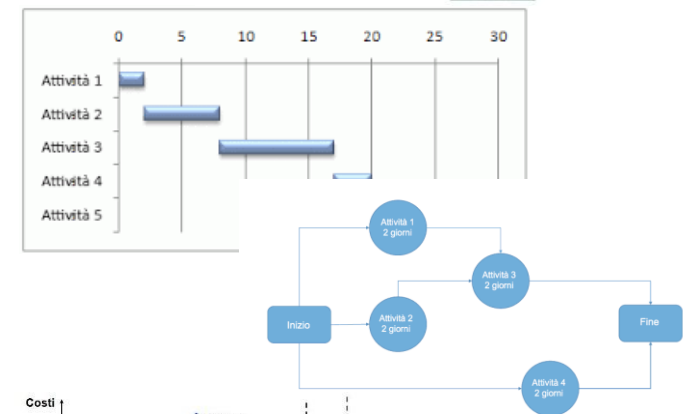 0 5 10 15 20 25 30
Attività 1
Attività 2
Attività 3
Attività 4
Attività 5
Attività 1
2 giorni
Attività 3
2 giorni
Inizio
Attività 2
2 giorni
Fine
Attività 4
2 giorni
Costi